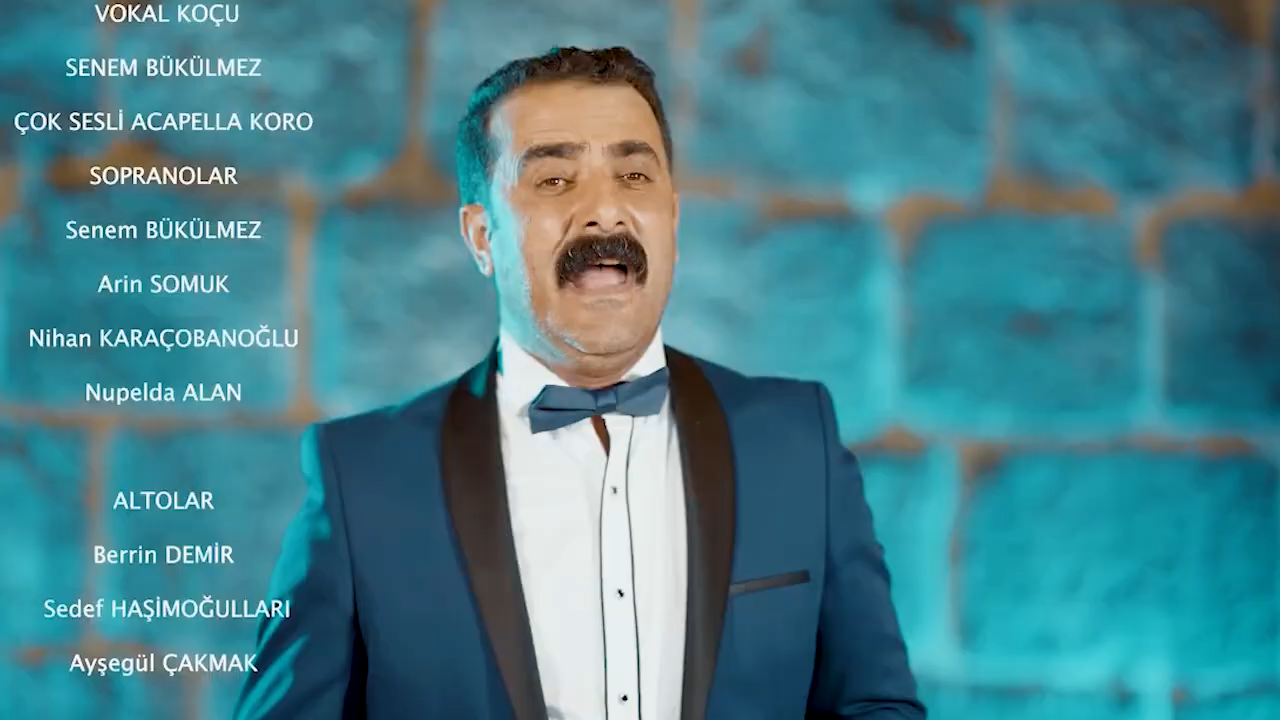 VOKAL KOÇU
SENEM BÜKÜLMEZ
ÇOK SESLİ ACAPELLA KORO
SOPRANOLAR
Senem BÜKÜLMEZ
Arin SOMUK
Nihan KARAÇOBANOĞLU
Nupelda ALAN
ALTOLAR
Berrin DEMİR
Sedef HAŞİMOĞULLARI
Ayşegül ÇAKMAK